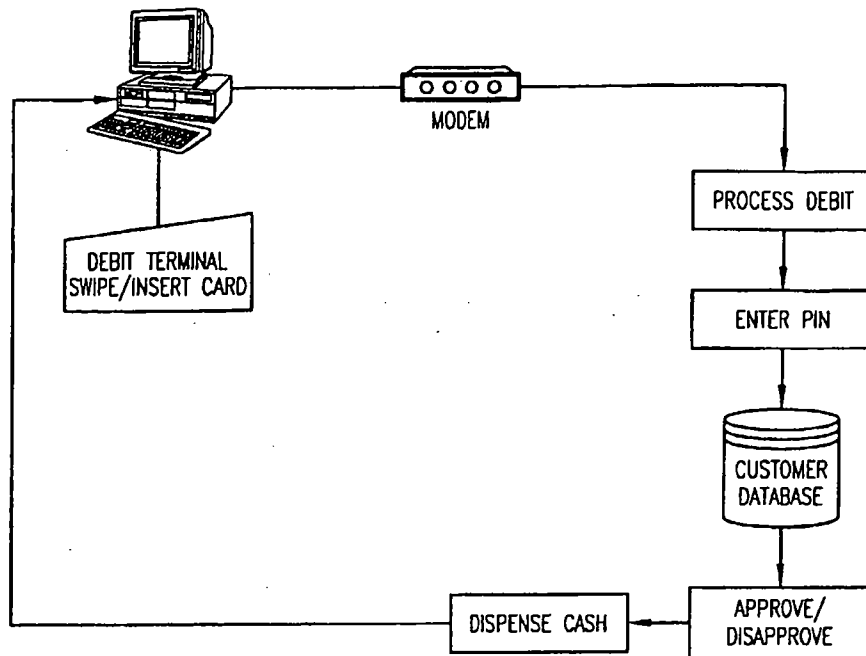 MODEM
PROCESS DEBIT
DEBIT TERMINAL
SWIPE/INSERT CARD
ENTER PIN
CUSTOMER
DATABASE
DISPENSE CASH
APPROVE/
DISAPPROVE